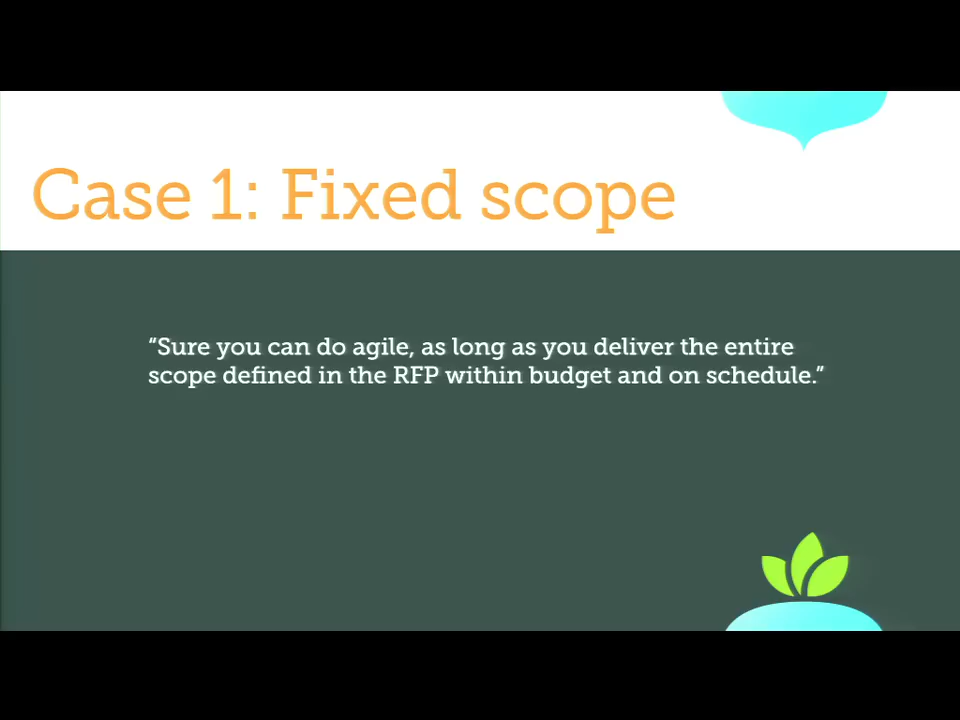 Case 1: Fixed scope
“Sure you can do agile, as long as you deliver the entire
scope defined in the RFP within budget and on schedule.”